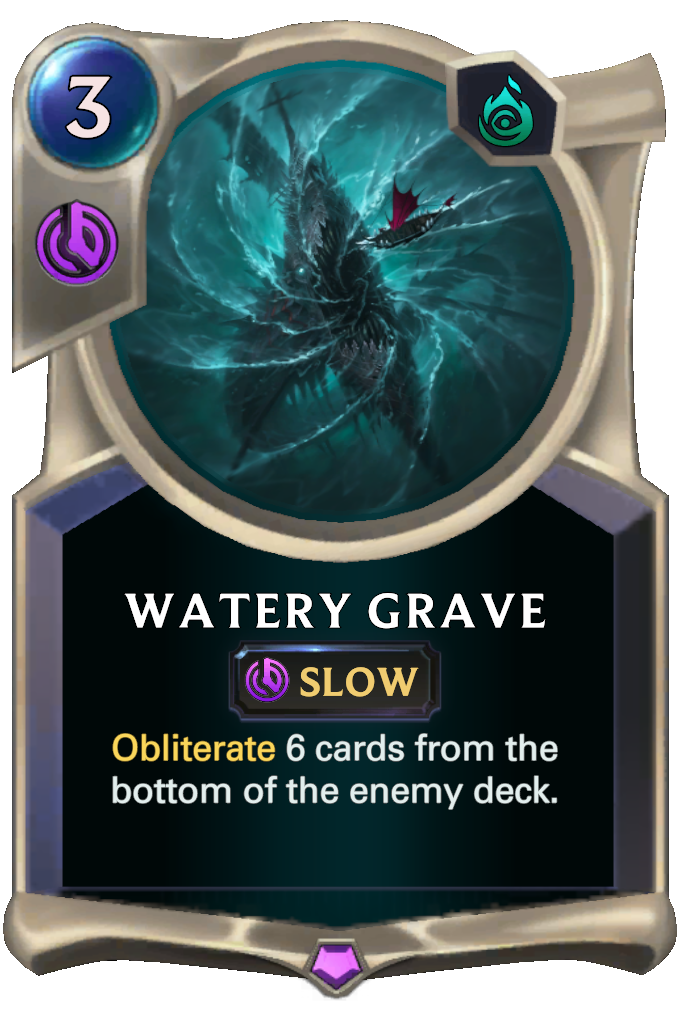 3
WATERY GRAVE
SLOW
Obliterate 6 cards from the
bottom of the enemy deck.